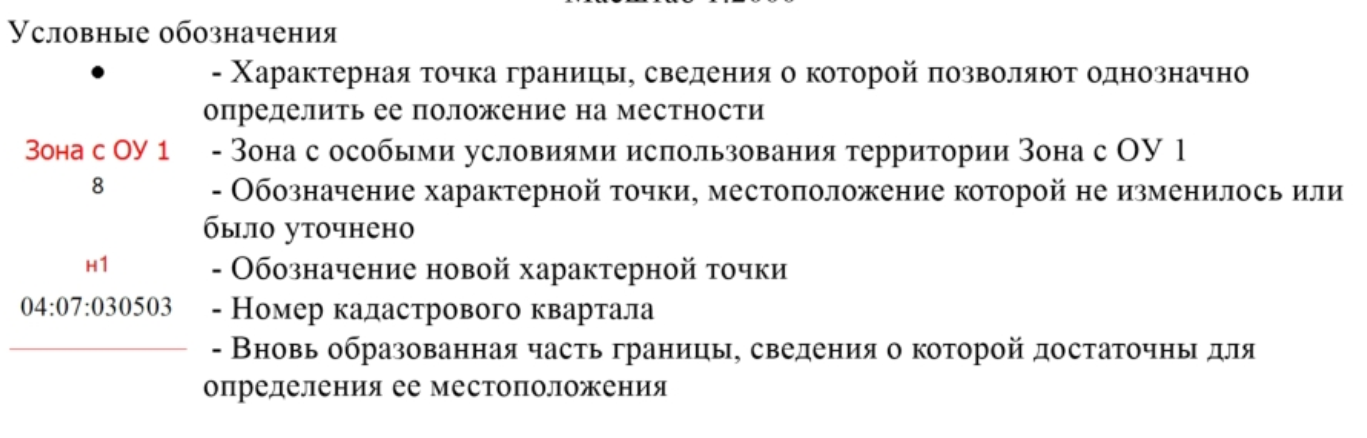 Масштаб 1:2000
Условные обозначения
- Характерная точка границы, сведения о которой позволяют однозначно
определить ее положение на местности
Зона с ОУ 1 - Зона с особыми условиями использования территории Зона с ОУ 1
8 - Обозначение характерной точки, местоположение которой не изменилось или
было уточнено
н1 - Обозначение новой характерной точки
04:07:030503 - Номер кадастрового квартала
- Вновь образованная часть границы, сведения о которой достаточны для
определения ее местоположения